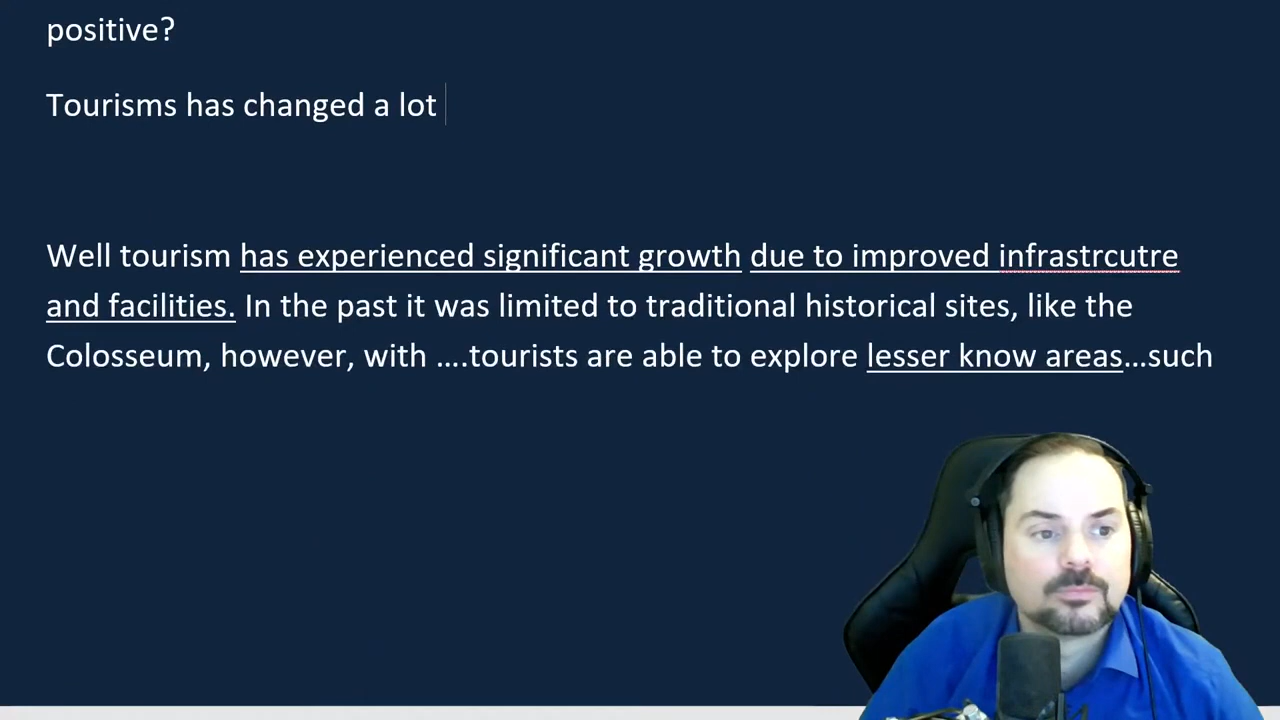 positive?
Tourisms has changed a lot
Well tourism has experienced significant growth due to improved infrastrcutre
and facilities. In the past it was limited to traditional historical sites, like the
Colosseum, however, with ....tourists are able to explore lesser know areas...such